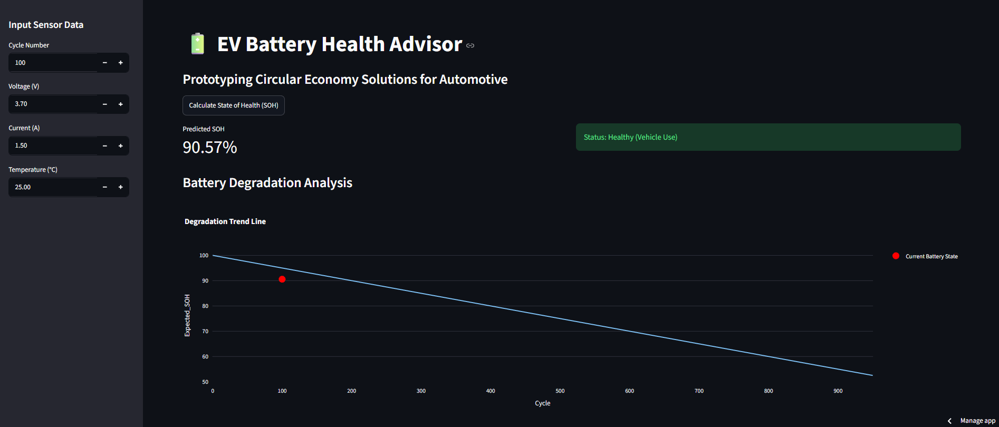 Input Sensor Data
Cycle Number
100
Voltage (V)
3.70
Current (A)
1.50
Temperature (°C)
25.00
EV Battery Health Advisor
Prototyping Circular Economy Solutions for Automotive
Calculate State of Health (SOH)
Predicted SOH
90.57%
Status: Healthy (Vehicle Use)
Battery Degradation Analysis
Degradation Trend Line
100
90
80
70
60
50
Expected_SOH
0 100 200 300 400 500 600 700 800 900
Cycle
Current Battery State
Manage app